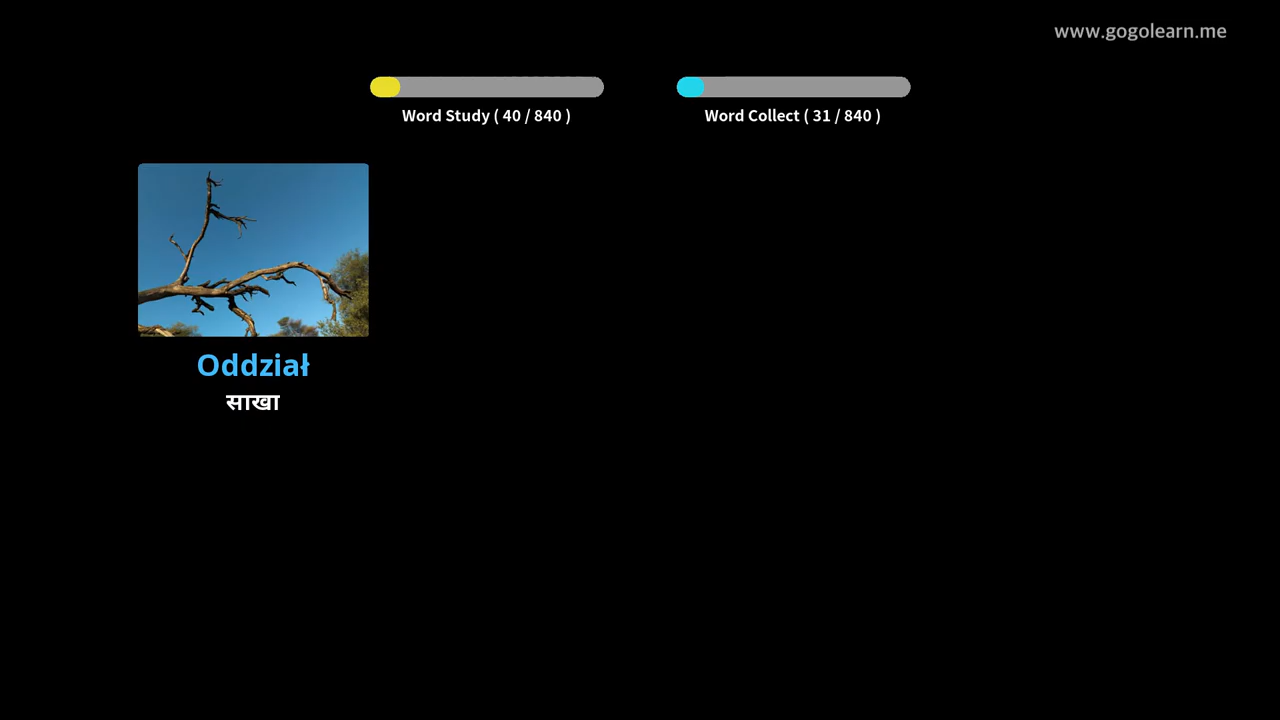 www.gogolearn.me
Word Study ( 40 / 840 )
Word Collect ( 31 / 840 )
Oddział
साखा